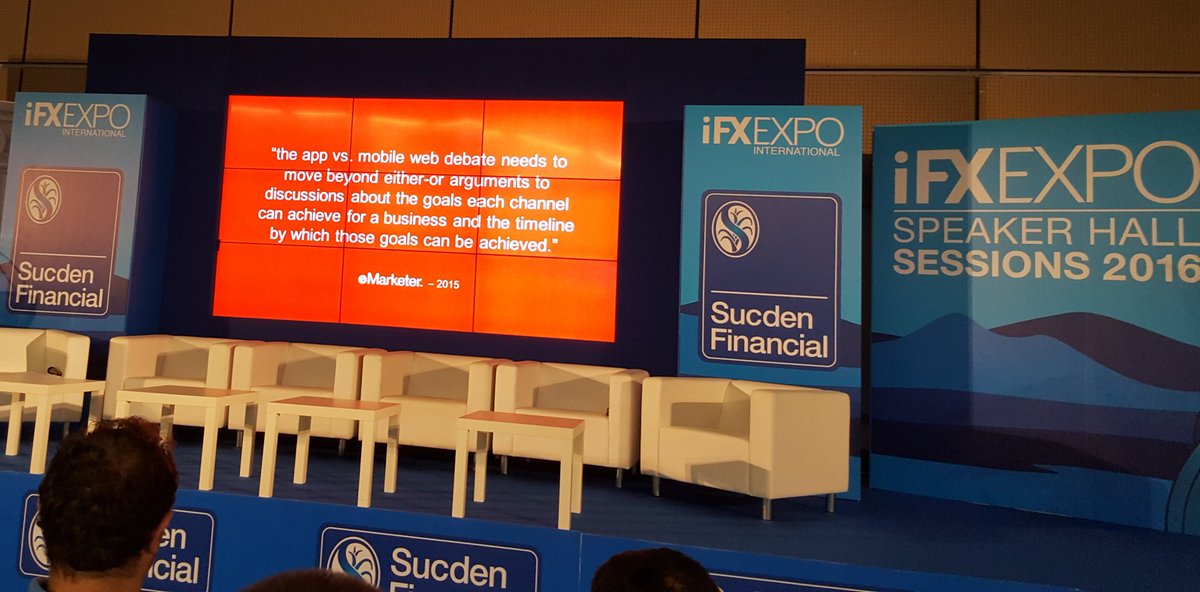 iFXEXPO
INTERNATIONAL
Sucden
Financial
“the app vs. mobile web debate needs to
move beyond either-or arguments to
discussions about the goals each channel
can achieve for a business and the timeline
by which those goals can be achieved.”
eMarketer. – 2015
iFXEXPO
INTERNATIONAL
Sucden
Financial
iFXEXPO
SPEAKER HALL
SESSIONS 2016
en
cial
Sucden